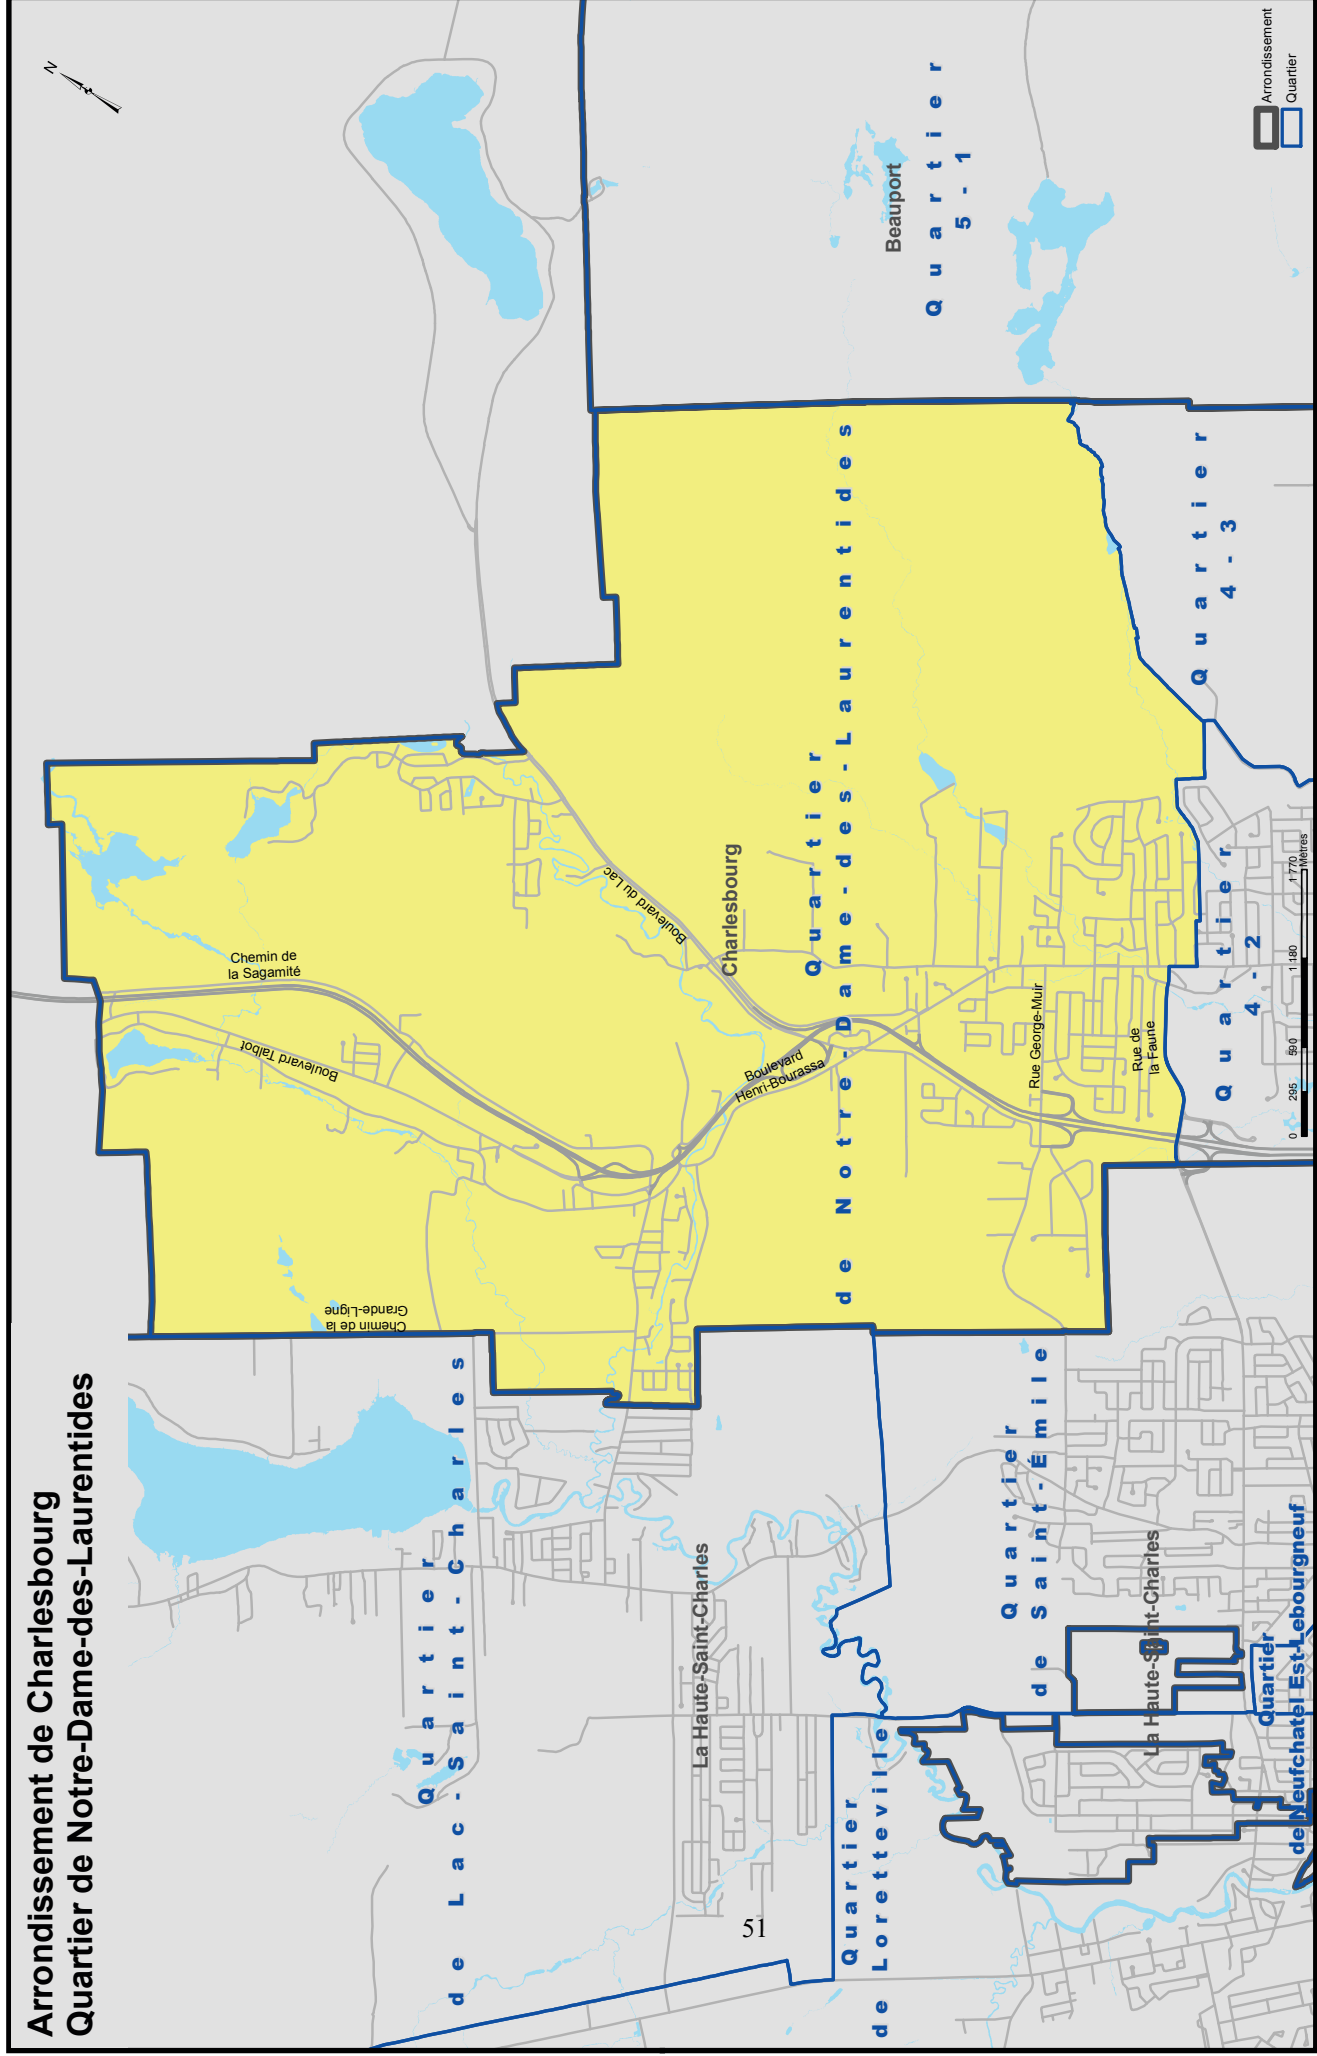 Arrondissement de Charlesbourg
Quartier de Notre-Dame-des-Laurentides
N
Chemin de
la Sagamité
Boulevard Talbot
Chemin de la
Grande-Ligne
Boulevard du Lac
Charlesbourg
Boulevard
Henri-Bourassa
Quartier
de Notre-Dame-des-Laurentides
Rue George-Muir
Rue de
la Faune
Beauport
Quartier
5-1
Quartier
4-3
Quartier
4-2
Quartier
de Lac-Saint-Charles
La Haute-Saint-Charles
Quartier
de Saint-Émile
La Haute-Saint-Charles
Quartier
de Loretteville
Quartier
de Neufchatel Est-Lebourgneuf
Arrondissement
Quartier
0 295 590 1 180 1 770
Mètres
51